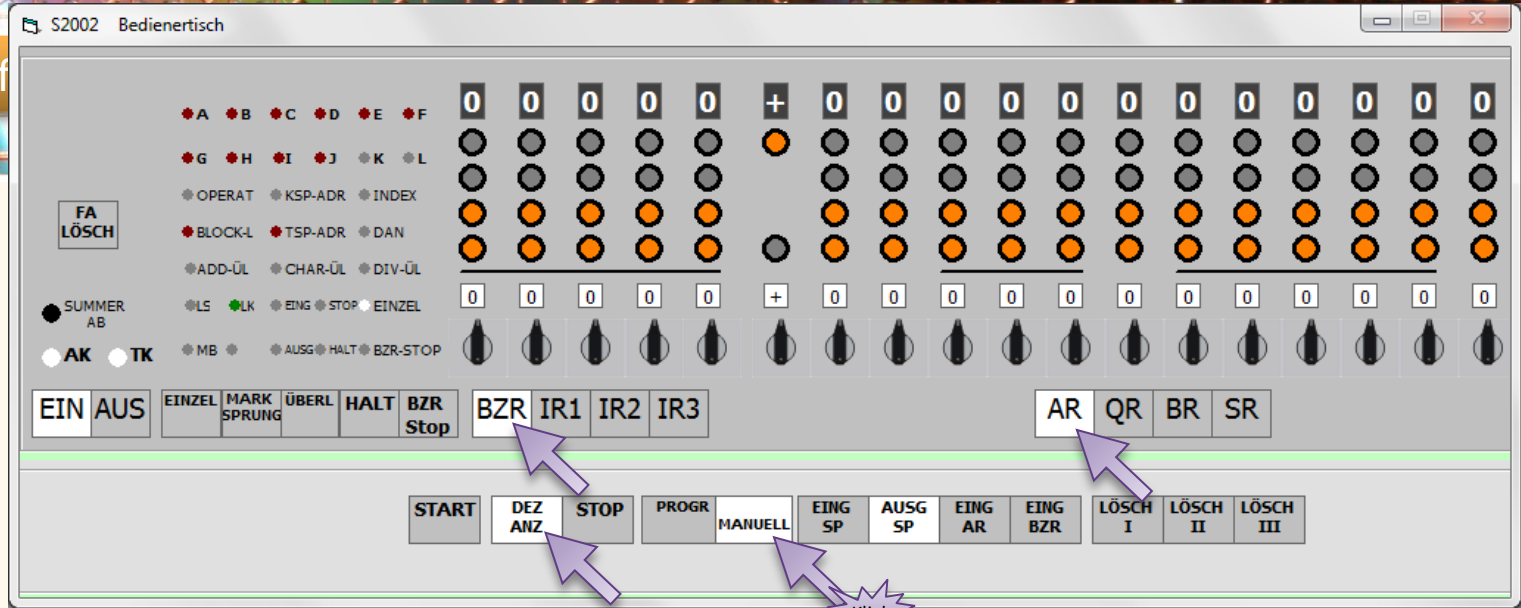 S2002 Bedienertisch
0 0 0 0 0 + 0 0 0 0 0 0 0 0 0 0 0 0
A B C D E F
G H I J K L
OPERAT KSP-ADR INDEX
FA
LÖSCH
BLOCK-L TSP-ADR DAN
ADD-ÜL CHAR-ÜL DIV-ÜL
0 0 0 0 0 + 0 0 0 0 0 0 0 0 0 0 0 0
SUMMER
AB
LS LK EING STOP EINZEL
AK TK
MB AUSG HALT BZR-STOP
EIN AUS
EINZEL
MARK
SPRUNG
ÜBERL
HALT
BZR
Stop
BZR IR1 IR2 IR3
AR QR BR SR
START
DEZ
ANZ
STOP
PROGR
MANUELL
EING
SP
AUSG
SP
EING
AR
EING
BZR
LÖSCH
I
LÖSCH
II
LÖSCH
III